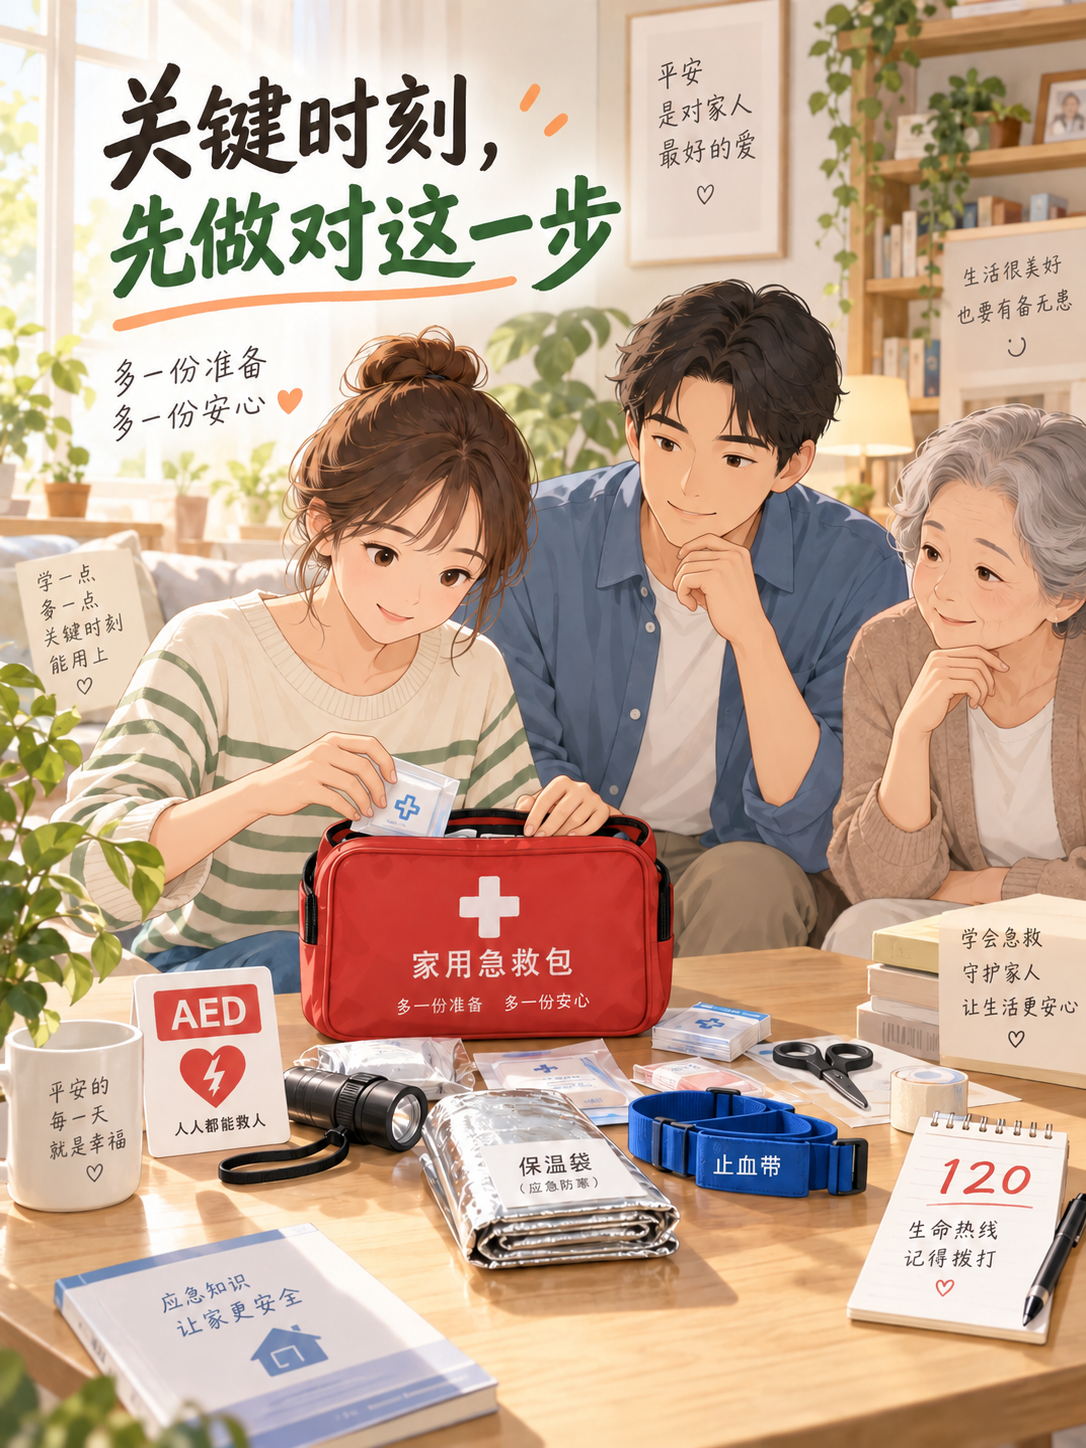 关键时刻，
先做对这一步
多一份准备
多一份安心
平安
是对家人
最好的爱
生活很美好
也要有备无患
学一点
多一点
关键时刻
能用上
家用急救包
多一份准备 多一份安心
学会急救
守护家人
让生活更安心
AED
人人都能救人
平安的
每一天
就是幸福
保温袋
（应急防寒）
止血带
120
生命热线
记得拨打
应急知识
让家更安全